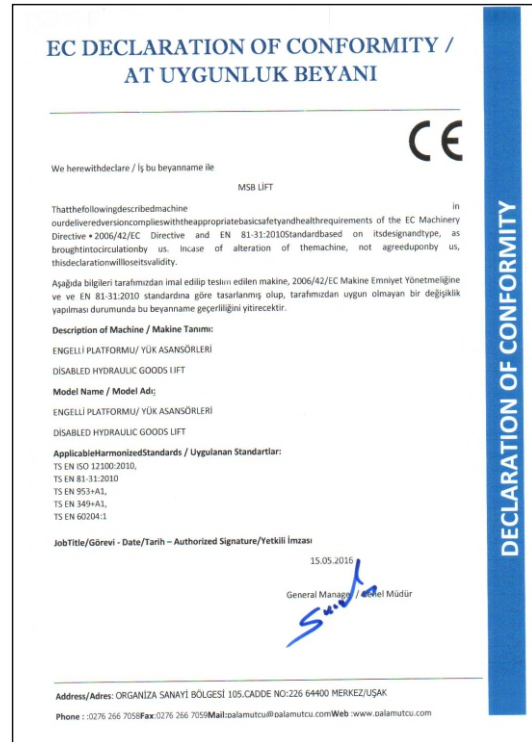 EC DECLARATION OF CONFORMITY /
AT UYGUNLUK BEYANI
CE
We herewithdeclare / İş bu beyanname ile
MSB LİFT
Thatthefollowingdescribedmachine in
ourdeliveredversioncomplieswiththeappropriatebasicsafetyandhealthrequirements of the EC Machinery
Directive • 2006/42/EC Directive and EN 81-31:2010Standardbased on itsdesignandtype, as
broughtintocirculationby us. Incase of alteration of themachine, not agreeduponby us,
thisdeclarationwillloseitsvalidity.
Aşağıda bilgileri tarafımızdan imal edilip teslim edilen makine, 2006/42/EC Makine Emniyet Yönetmeliğine
ve ve EN 81-31:2010 standardına göre tasarlanmış olup, tarafımızdan uygun olmayan bir değişiklik
yapılması durumunda bu beyanname geçerliliğini yitirecektir.
Description of Machine / Makine Tanımı:
ENGELLİ PLATFORMU/ YÜK ASANSÖRLERİ
DİSABLED HYDRAULIC GOODS LIFT
Model Name / Model Adı:
ENGELLİ PLATFORMU/ YÜK ASANSÖRLERİ
DİSABLED HYDRAULIC GOODS LIFT
ApplicableHarmonizedStandards / Uygulanan Standartlar:
TS EN ISO 12100:2010,
TS EN 81-31:2010
TS EN 953+A1,
TS EN 349+A1,
TS EN 60204:1
JobTitle/Görevi - Date/Tarih – Authorized Signature/Yetkili İmzası
15.05.2016
General Manager / Genel Müdür
Address/Adres: ORGANİZA SANAYİ BÖLGESİ 105.CADDE NO:226 64400 MERKEZ/UŞAK
Phone : :0276 266 7058Fax:0276 266 7059Mail:palamutcu@palamutcu.comWeb :www.palamutcu.com
DECLARATION OF CONFORMITY